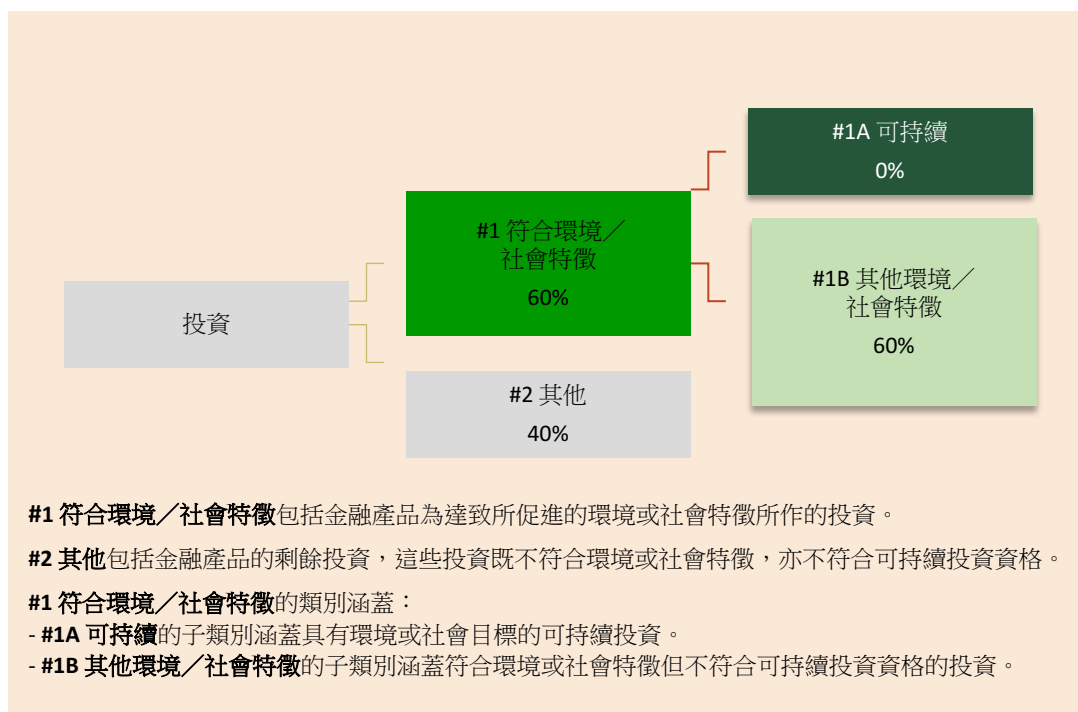 投資
#1 符合環境／
社會特徵
60%
#2 其他
40%
#1A 可持續
0%
#1B 其他環境／
社會特徵
60%
#1 符合環境／社會特徵包括金融產品為達致所促進的環境或社會特徵所作的投資。
#2 其他包括金融產品的剩餘投資，這些投資既不符合環境或社會特徵，亦不符合可持續投資資格。
#1 符合環境／社會特徵的類別涵蓋：
- #1A 可持續的子類別涵蓋具有環境或社會目標的可持續投資。
- #1B 其他環境／社會特徵的子類別涵蓋符合環境或社會特徵但不符合可持續投資資格的投資。